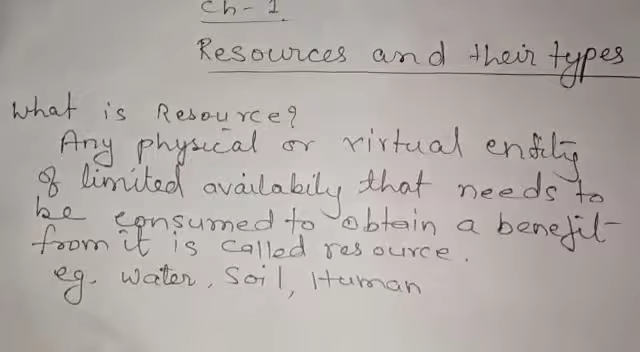 Ch-1.
Resources and their types
What is Resource?
Any physical or virtual entity
of limited availabily that needs to
be consumed to obtain a benefit
from it is called resource.
eg. water, Soil, Human